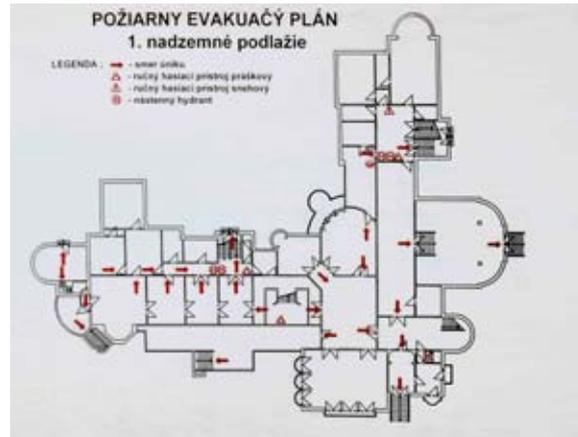 POŽIARNY EVAKUAČÝ PLÁN
1. nadzemné podlažie
LEGENDA : - smer úniku
- ručný hasiaci prístroj práškový
- ručný hasiaci prístroj snehový
- nástenný hydrant